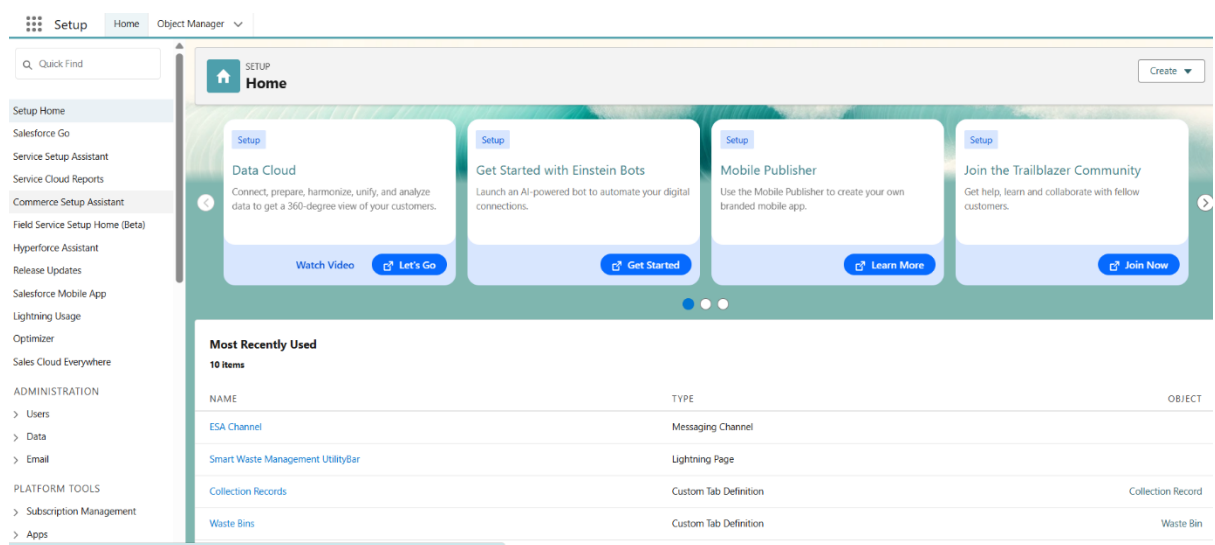 Setup Home Object Manager
Quick Find
Setup Home
Salesforce Go
Service Setup Assistant
Service Cloud Reports
Commerce Setup Assistant
Field Service Setup Home (Beta)
Hyperforce Assistant
Release Updates
Salesforce Mobile App
Lightning Usage
Optimizer
Sales Cloud Everywhere
ADMINISTRATION
Users
Data
Email
PLATFORM TOOLS
Subscription Management
Apps
SETUP
Home
Create
Setup
Data Cloud
Connect, prepare, harmonize, unify, and analyze
data to get a 360-degree view of your customers.
Watch Video Let's Go
Setup
Get Started with Einstein Bots
Launch an AI-powered bot to automate your digital
connections.
Get Started
Setup
Mobile Publisher
Use the Mobile Publisher to create your own
branded mobile app.
Learn More
Setup
Join the Trailblazer Community
Get help, learn and collaborate with fellow
customers.
Join Now
Most Recently Used
10 items
NAME TYPE OBJECT
ESA Channel Messaging Channel
Smart Waste Management UtilityBar Lightning Page
Collection Records Custom Tab Definition Collection Record
Waste Bins Custom Tab Definition Waste Bin